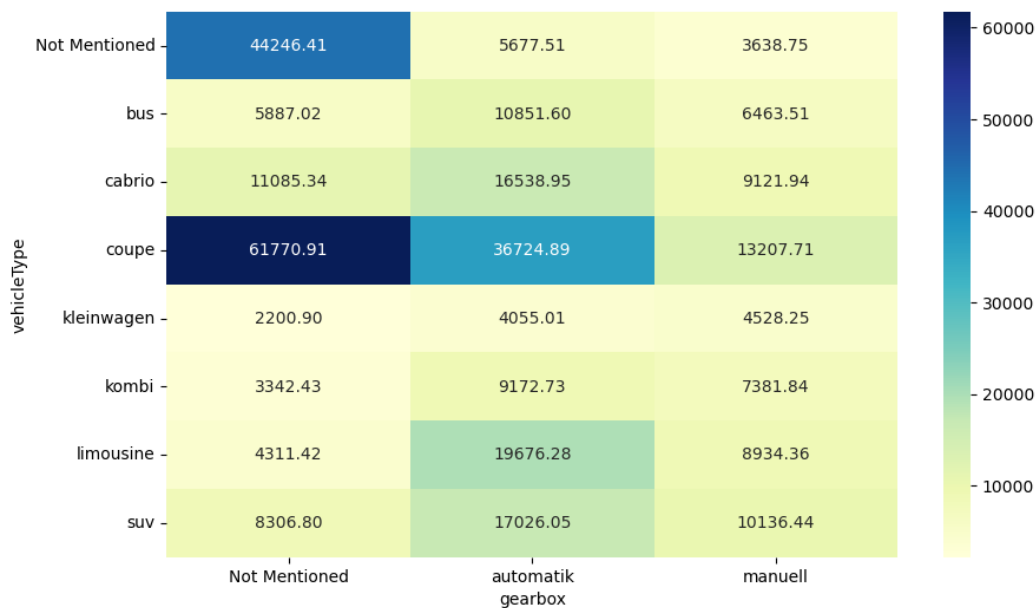 Not Mentioned 44246.41 5677.51 3638.75
bus 5887.02 10851.60 6463.51
cabrio 11085.34 16538.95 9121.94
coupe 61770.91 36724.89 13207.71
kleinwagen 2200.90 4055.01 4528.25
kombi 3342.43 9172.73 7381.84
limousine 4311.42 19676.28 8934.36
suv 8306.80 17026.05 10136.44
Not Mentioned automatik manuell
gearbox
vehicleType
60000
50000
40000
30000
20000
10000